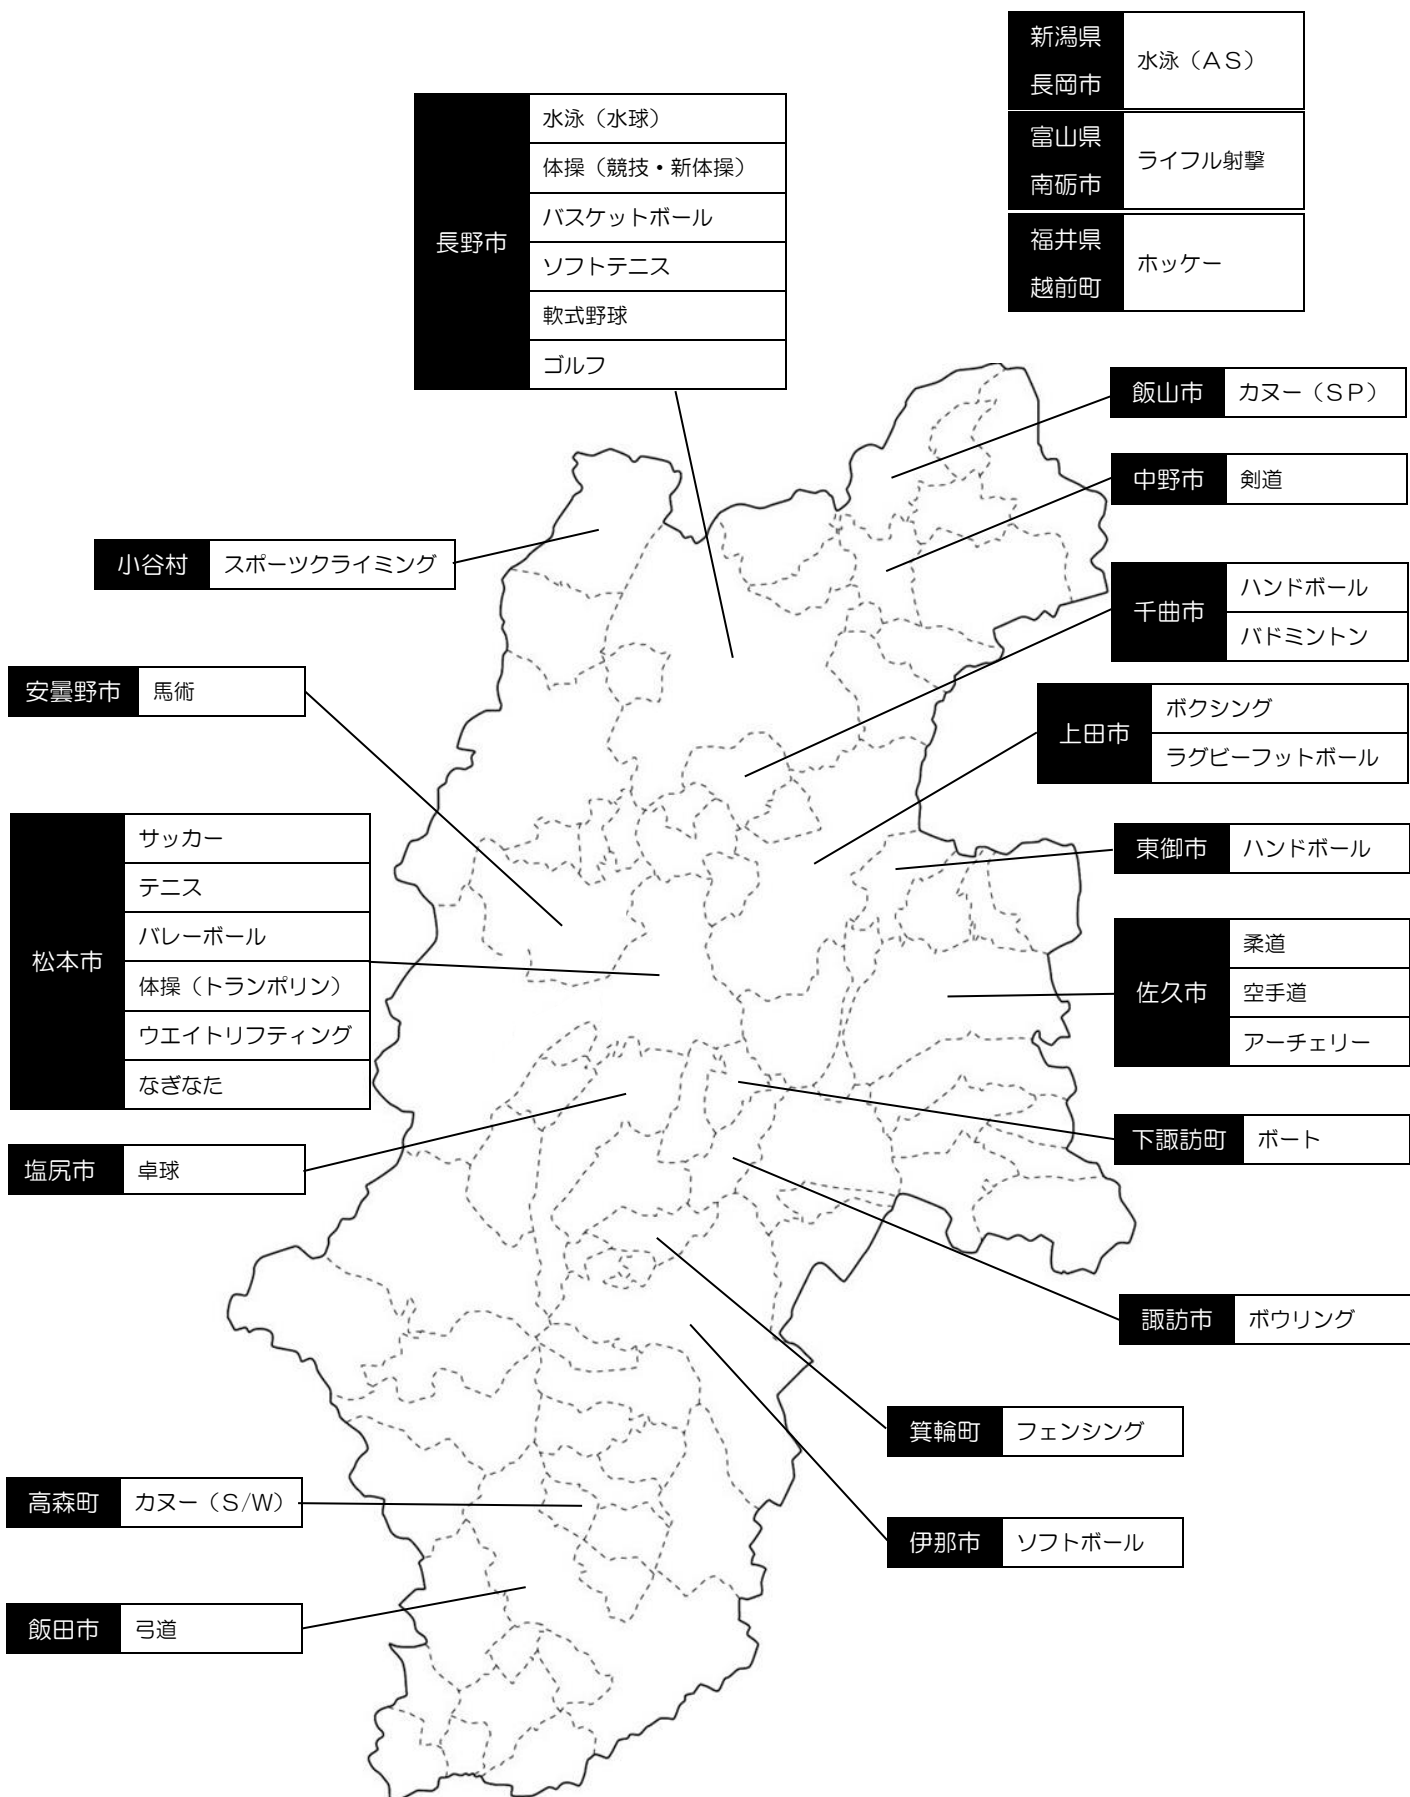 新潟県
長岡市
水泳（ＡＳ）
富山県
南砺市
ライフル射撃
福井県
越前町
ホッケー
長野市
水泳（水球）
体操（競技・新体操）
バスケットボール
ソフトテニス
軟式野球
ゴルフ
飯山市
カヌー（ＳＰ）
中野市
剣道
小谷村
スポーツクライミング
千曲市
ハンドボール
バドミントン
安曇野市
馬術
上田市
ボクシング
ラグビーフットボール
松本市
サッカー
テニス
バレーボール
体操（トランポリン）
ウエイトリフティング
なぎなた
東御市
ハンドボール
佐久市
柔道
空手道
アーチェリー
下諏訪町
ボート
塩尻市
卓球
諏訪市
ボウリング
箕輪町
フェンシング
高森町
カヌー（Ｓ/Ｗ）
伊那市
ソフトボール
飯田市
弓道